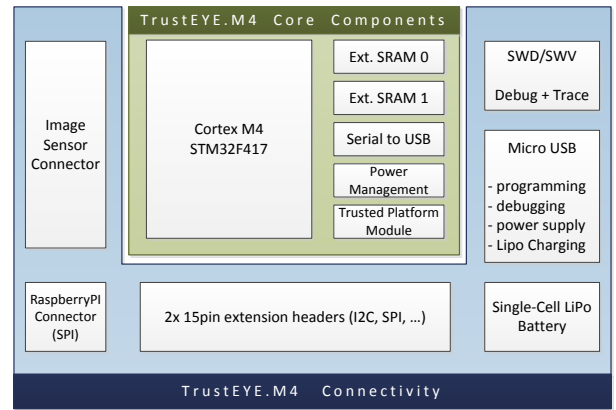 TrustEYE.M4 Core Components
Image
Sensor
Connector
Cortex M4
STM32F417
Ext. SRAM 0
Ext. SRAM 1
Serial to USB
Power
Management
Trusted Platform
Module
SWD/SWV
Debug + Trace
Micro USB
- programming
- debugging
- power supply
- Lipo Charging
RaspberryPI
Connector
(SPI)
2x 15pin extension headers (I2C, SPI, …)
Single-Cell LiPo
Battery
TrustEYE.M4 Connectivity